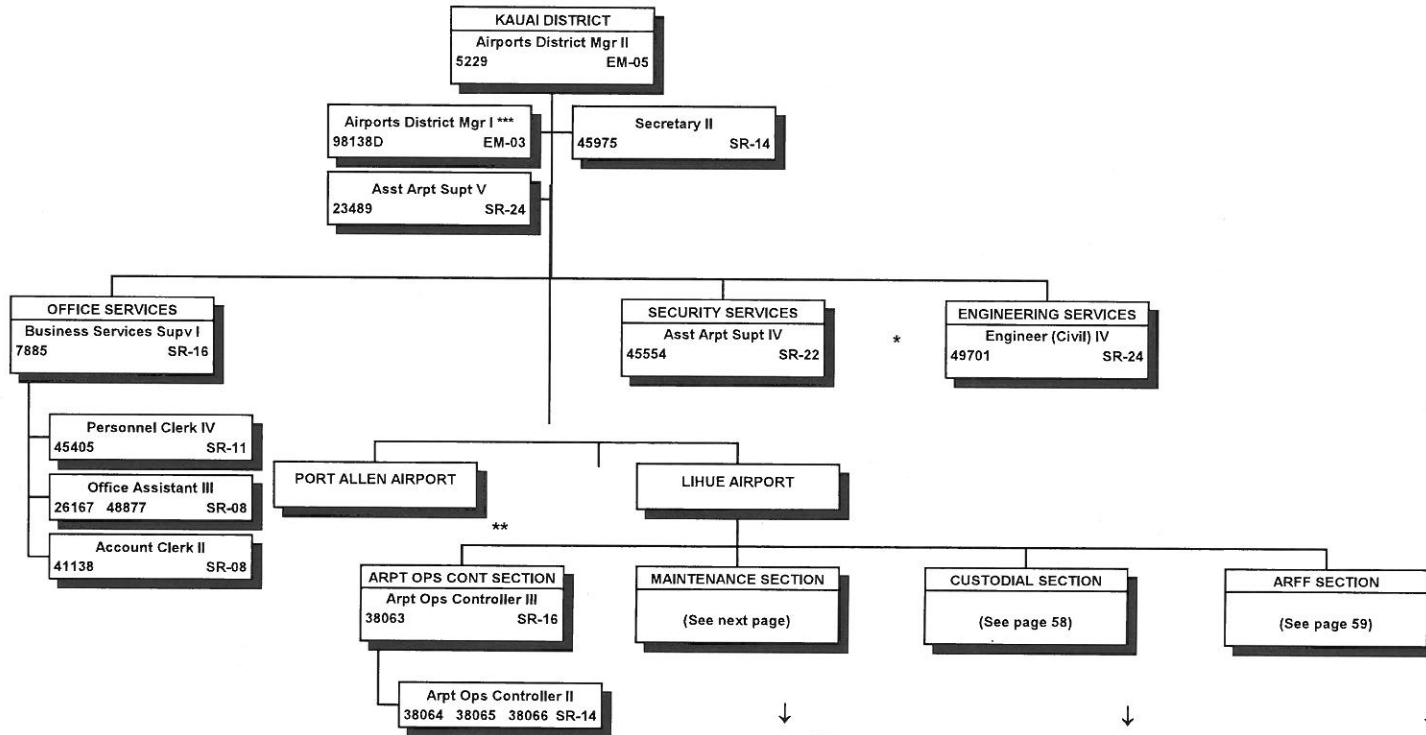 KAUAI DISTRICT
Airports District Mgr II
5229 EM-05
Airports District Mgr I ***
98138D EM-03
Secretary II
45975 SR-14
Asst Arpt Supt V
23489 SR-24
OFFICE SERVICES
Business Services Supv I
7885 SR-16
Personnel Clerk IV
45405 SR-11
Office Assistant III
26167 48877 SR-08
Account Clerk II
41138 SR-08
SECURITY SERVICES
Asst Arpt Supt IV
45554 SR-22
*
ENGINEERING SERVICES
Engineer (Civil) IV
49701 SR-24
PORT ALLEN AIRPORT
LIHUE AIRPORT
**
ARPT OPS CONT SECTION
Arpt Ops Controller III
38063 SR-16
Arpt Ops Controller II
38064 38065 38066 SR-14
MAINTENANCE SECTION
(See next page)
CUSTODIAL SECTION
(See page 58)
ARFF SECTION
(See page 59)